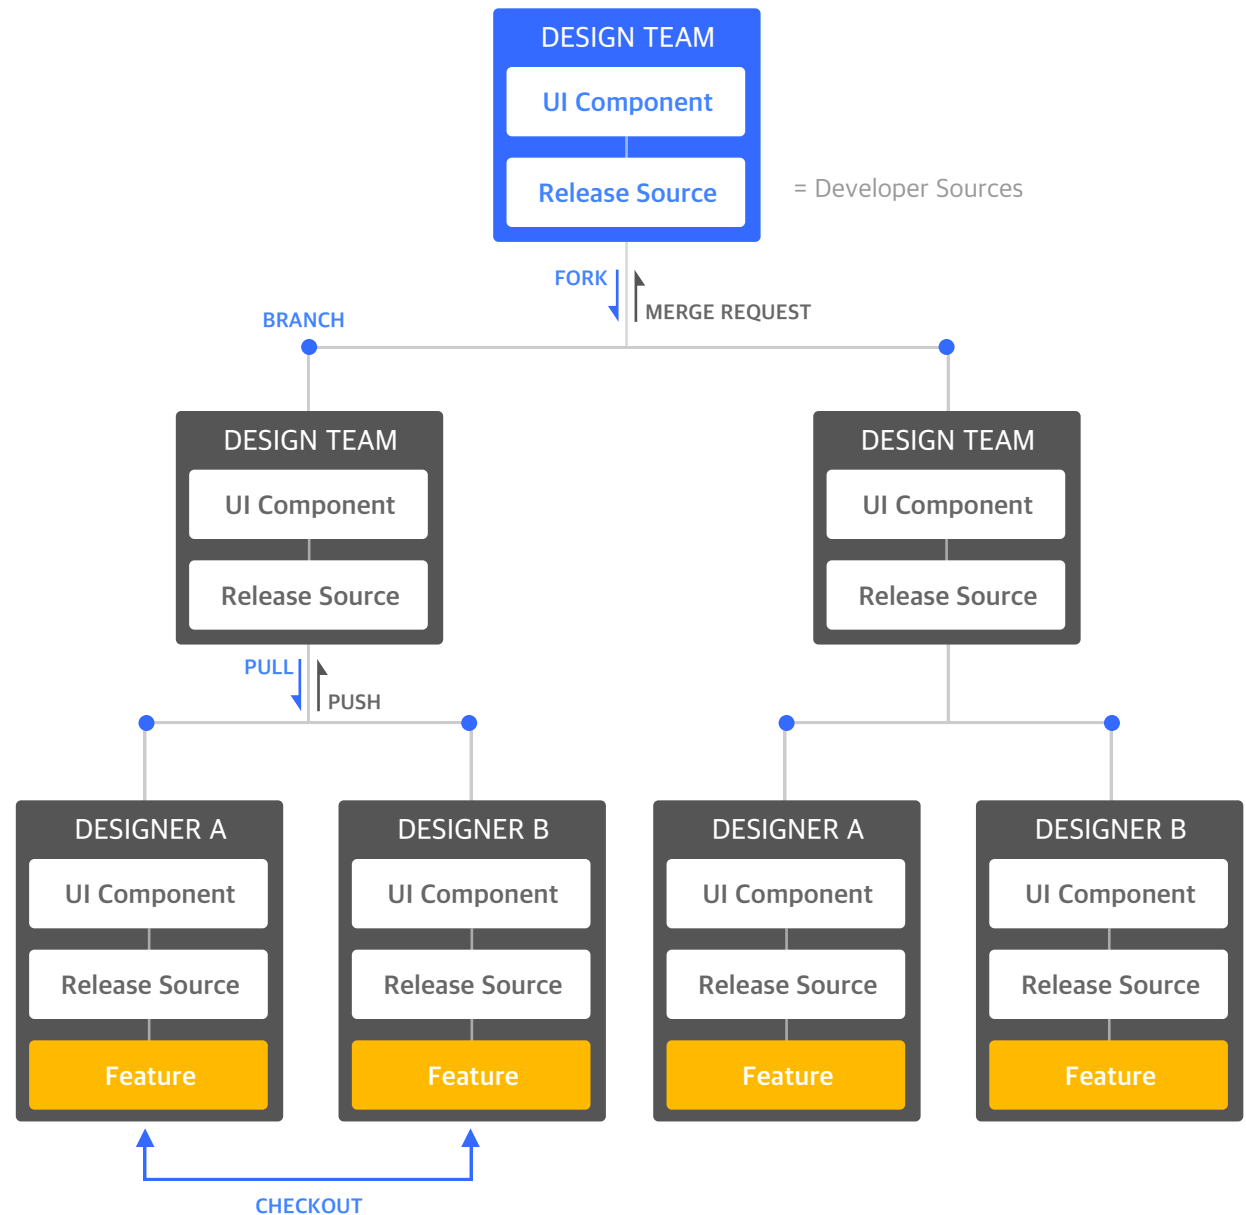 DESIGN TEAM
UI Component
Release Source
= Developer Sources
FORK
MERGE REQUEST
BRANCH
DESIGN TEAM
UI Component
Release Source
DESIGN TEAM
UI Component
Release Source
PULL
PUSH
DESIGNER A
UI Component
Release Source
Feature
DESIGNER B
UI Component
Release Source
Feature
DESIGNER A
UI Component
Release Source
Feature
DESIGNER B
UI Component
Release Source
Feature
CHECKOUT